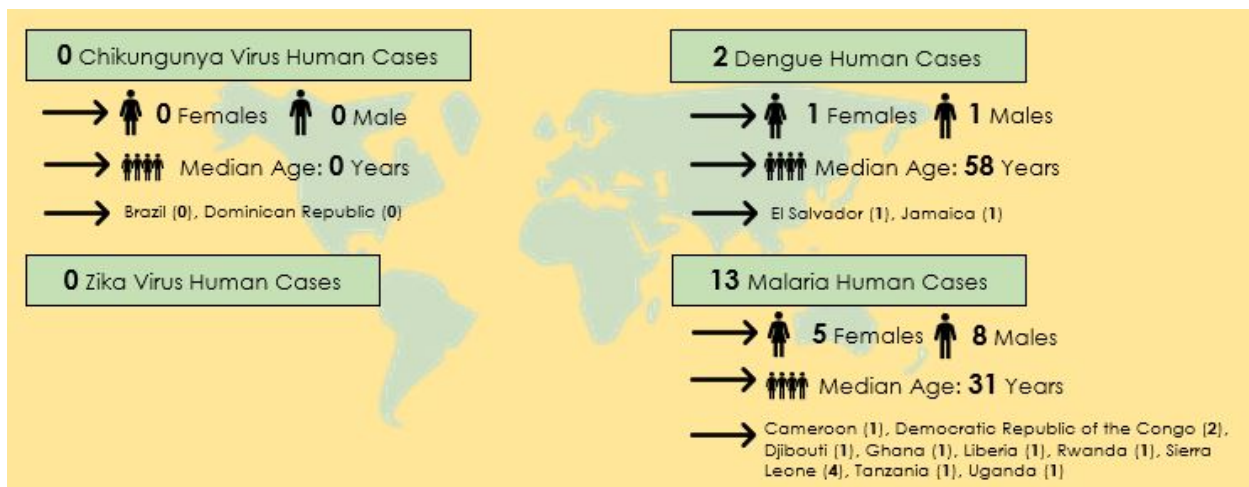 0 Chikungunya Virus Human Cases
0 Females 0 Male
Median Age: 0 Years
Brazil (0), Dominican Republic (0)
0 Zika Virus Human Cases
2 Dengue Human Cases
1 Females 1 Males
Median Age: 58 Years
El Salvador (1), Jamaica (1)
13 Malaria Human Cases
5 Females 8 Males
Median Age: 31 Years
Cameroon (1), Democratic Republic of the Congo (2),
Djibouti (1), Ghana (1), Liberia (1), Rwanda (1), Sierra
Leone (4), Tanzania (1), Uganda (1)